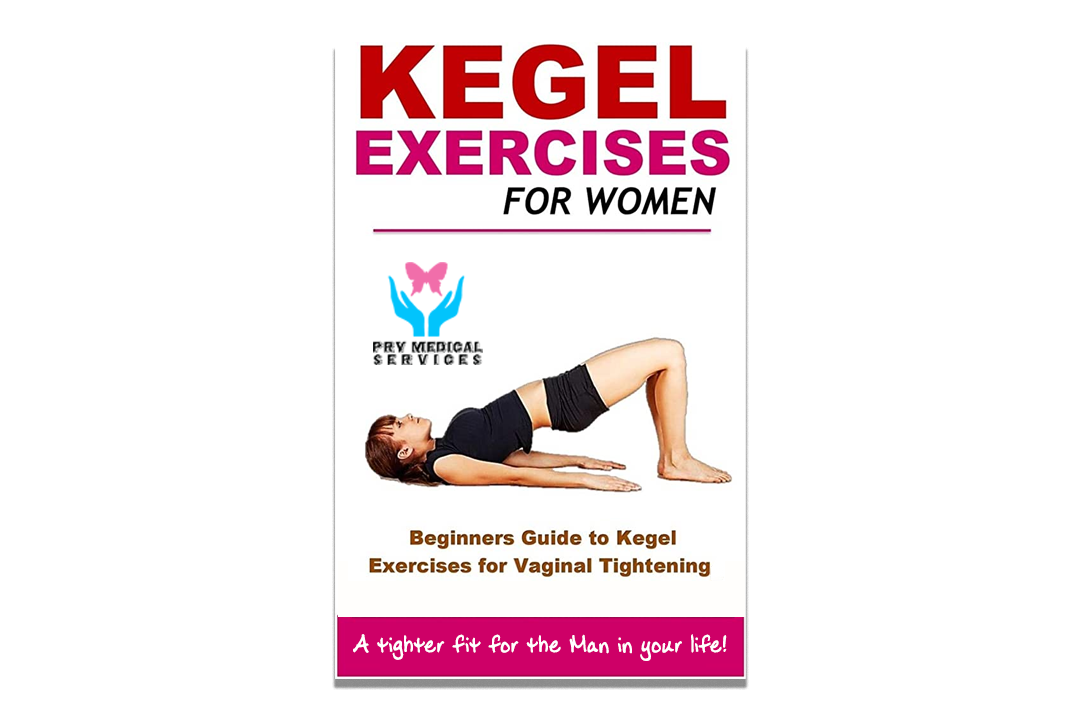 KEGEL
EXERCISES
FOR WOMEN
PRY MEDICAL
SERVICES
Beginners Guide to Kegel
Exercises for Vaginal Tightening
A tighter fit for the Man in your life!